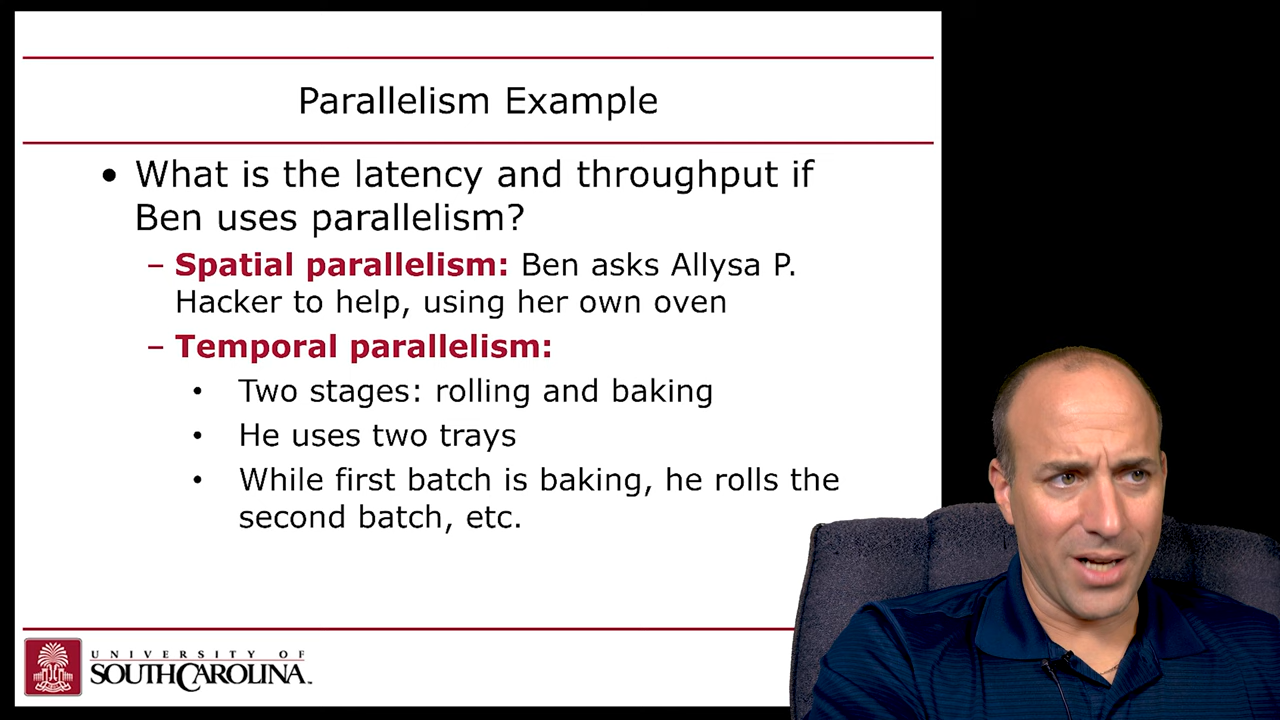 Parallelism Example
• What is the latency and throughput if
Ben uses parallelism?
– Spatial parallelism: Ben asks Allysa P.
Hacker to help, using her own oven
– Temporal parallelism:
• Two stages: rolling and baking
• He uses two trays
• While first batch is baking, he rolls the
second batch, etc.
UNIVERSITY OF
SOUTH CAROLINA